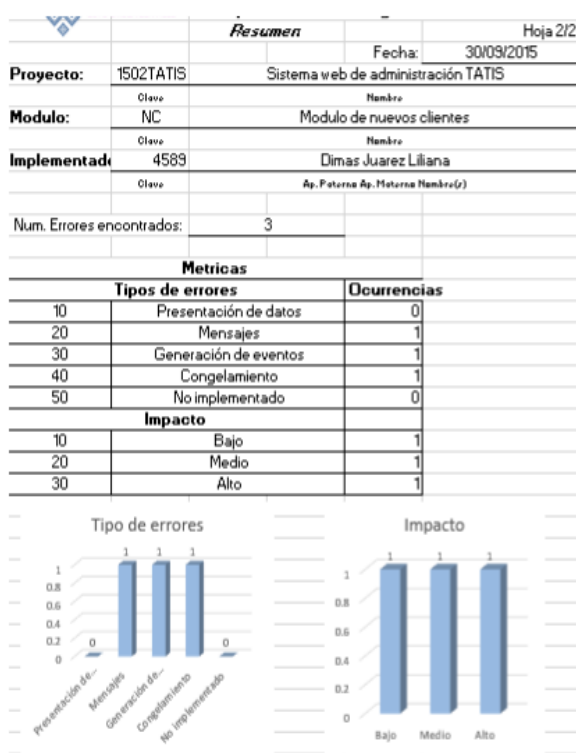 Resumen Hoja 2/2
Fecha: 30/09/2015
Proyecto: 1502TATIS Sistema web de administración TATIS
Clave Nombre
Modulo: NC Modulo de nuevos clientes
Clave Nombre
Implementado 4589 Dimas Juarez Liliana
Clave Ap. Paterno Ap. Materno Nombre(s)
Num. Errores encontrados: 3
Metricas
Tipos de errores Ocurrencias
10 Presentación de datos 0
20 Mensajes 1
30 Generación de eventos 1
40 Congelamiento 1
50 No implementado 0
Impacto
10 Bajo 1
20 Medio 1
30 Alto 1
Tipo de errores
0 1 1 1 0
1
0.8
0.6
0.4
0.2
0
Presentación de...
Mensajes
Generación de...
Congelamiento
No implementado
Impacto
1 1 1
1
0.8
0.6
0.4
0.2
0
Bajo Medio Alto